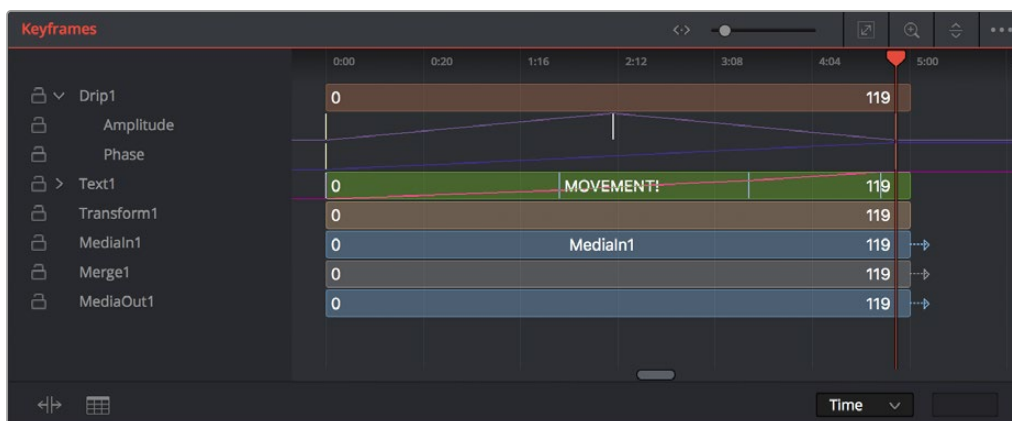 Keyframes
0:00 0:20 1:16 2:12 3:08 4:04 5:00
Drip1 0 119
Amplitude
Phase
Text1 0 MOVEMENT! 119
Transform1 0 119
MediaIn1 0 MediaIn1 119
Merge1 0 119
MediaOut1 0 119
Time